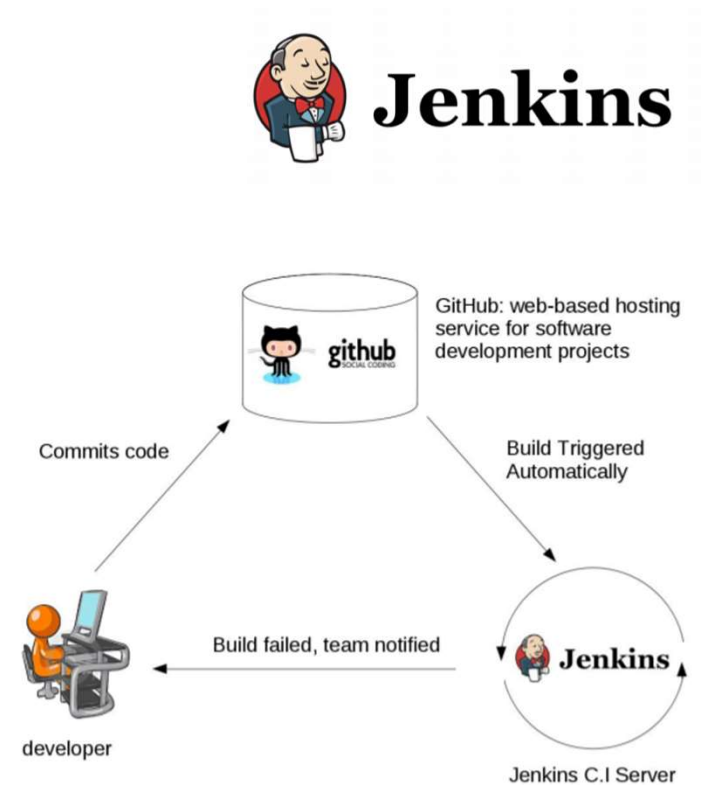 Jenkins
github
SOCIAL CODING
GitHub: web-based hosting
service for software
development projects
Commits code
Build Triggered
Automatically
Build failed, team notified
Jenkins
developer
Jenkins C.I Server